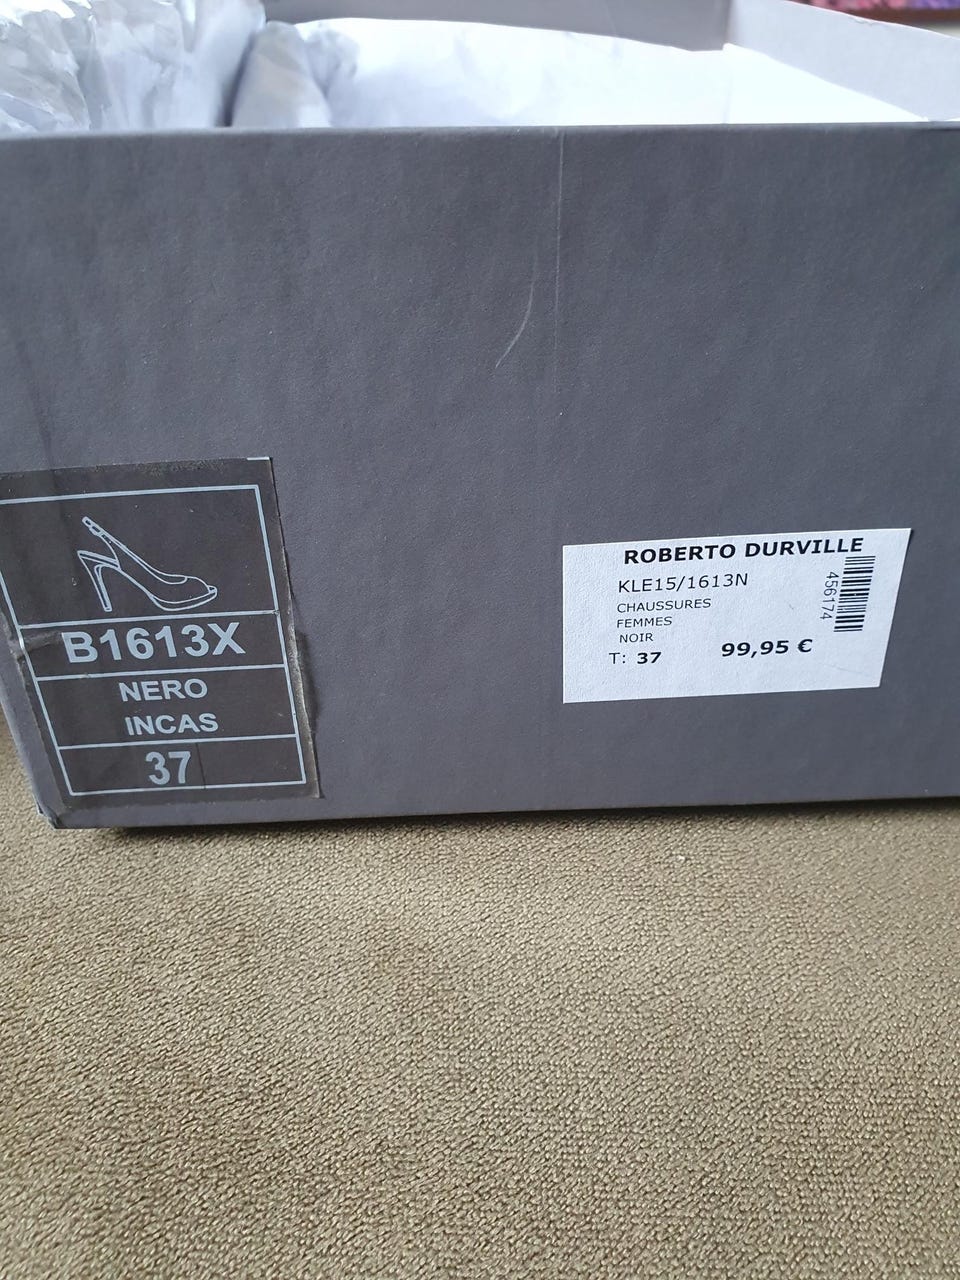 B1613X
NERO
INCAS
37
ROBERTO DURVILLE
KLE15/1613N
CHAUSSURES
FEMMES
NOIR
T: 37 99,95 €
456174